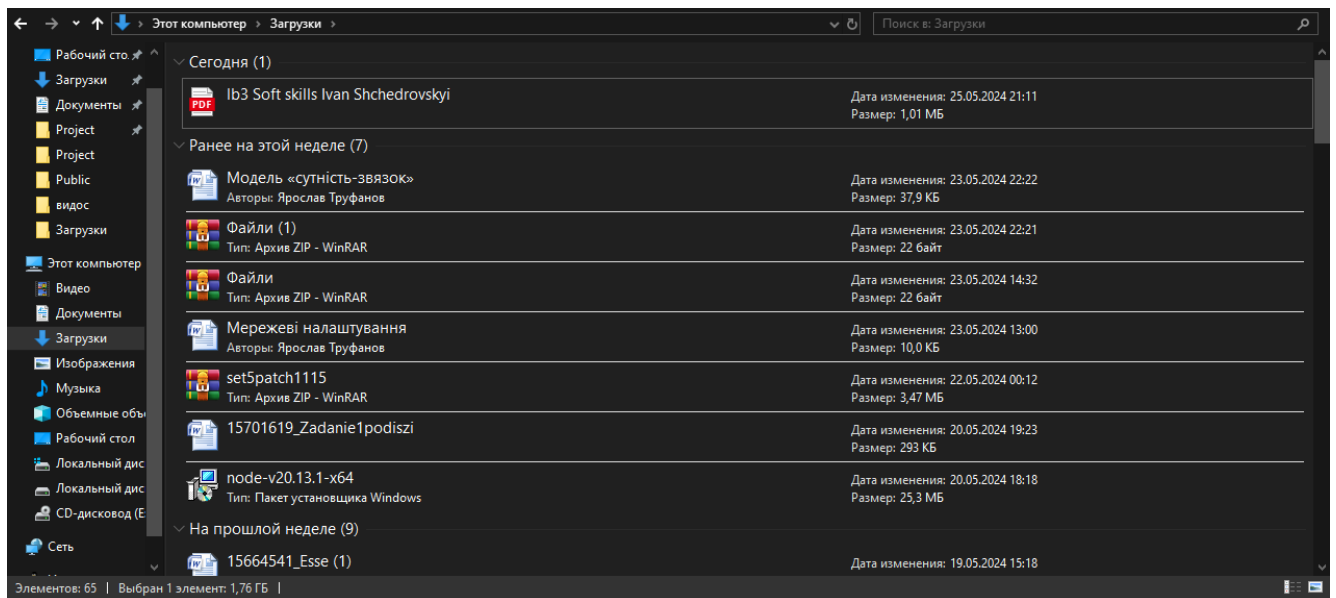 Этот компьютер › Загрузки ›
Поиск в: Загрузки
Рабочий сто.
Загрузки
Документы
Project
Project
Public
видос
Загрузки
Этот компьютер
Видео
Документы
Загрузки
Изображения
Музыка
Объемные объ
Рабочий стол
Локальный дис
Локальный дис
CD-дисковод (E
Сеть
Сегодня (1)
PDF
lb3 Soft skills Ivan Shchedrovskyi
Дата изменения: 25.05.2024 21:11
Размер: 1,01 МБ
Ранее на этой неделе (7)
Модель «сутність-звязок»
Дата изменения: 23.05.2024 22:22
Авторы: Ярослав Труфанов
Размер: 37,9 КБ
Файли (1)
Дата изменения: 23.05.2024 22:21
Тип: Архив ZIP - WinRAR
Размер: 22 байт
Файли
Дата изменения: 23.05.2024 14:32
Тип: Архив ZIP - WinRAR
Размер: 22 байт
Мережеві налаштування
Дата изменения: 23.05.2024 13:00
Авторы: Ярослав Труфанов
Размер: 10,0 КБ
set5patch1115
Дата изменения: 22.05.2024 00:12
Тип: Архив ZIP - WinRAR
Размер: 3,47 МБ
15701619_Zadanie1podiszi
Дата изменения: 20.05.2024 19:23
Размер: 293 КБ
node-v20.13.1-x64
Дата изменения: 20.05.2024 18:18
Тип: Пакет установщика Windows
Размер: 25,3 МБ
На прошлой неделе (9)
15664541_Esse (1)
Дата изменения: 19.05.2024 15:18
Элементов: 65 | Выбран 1 элемент: 1,76 ГБ |